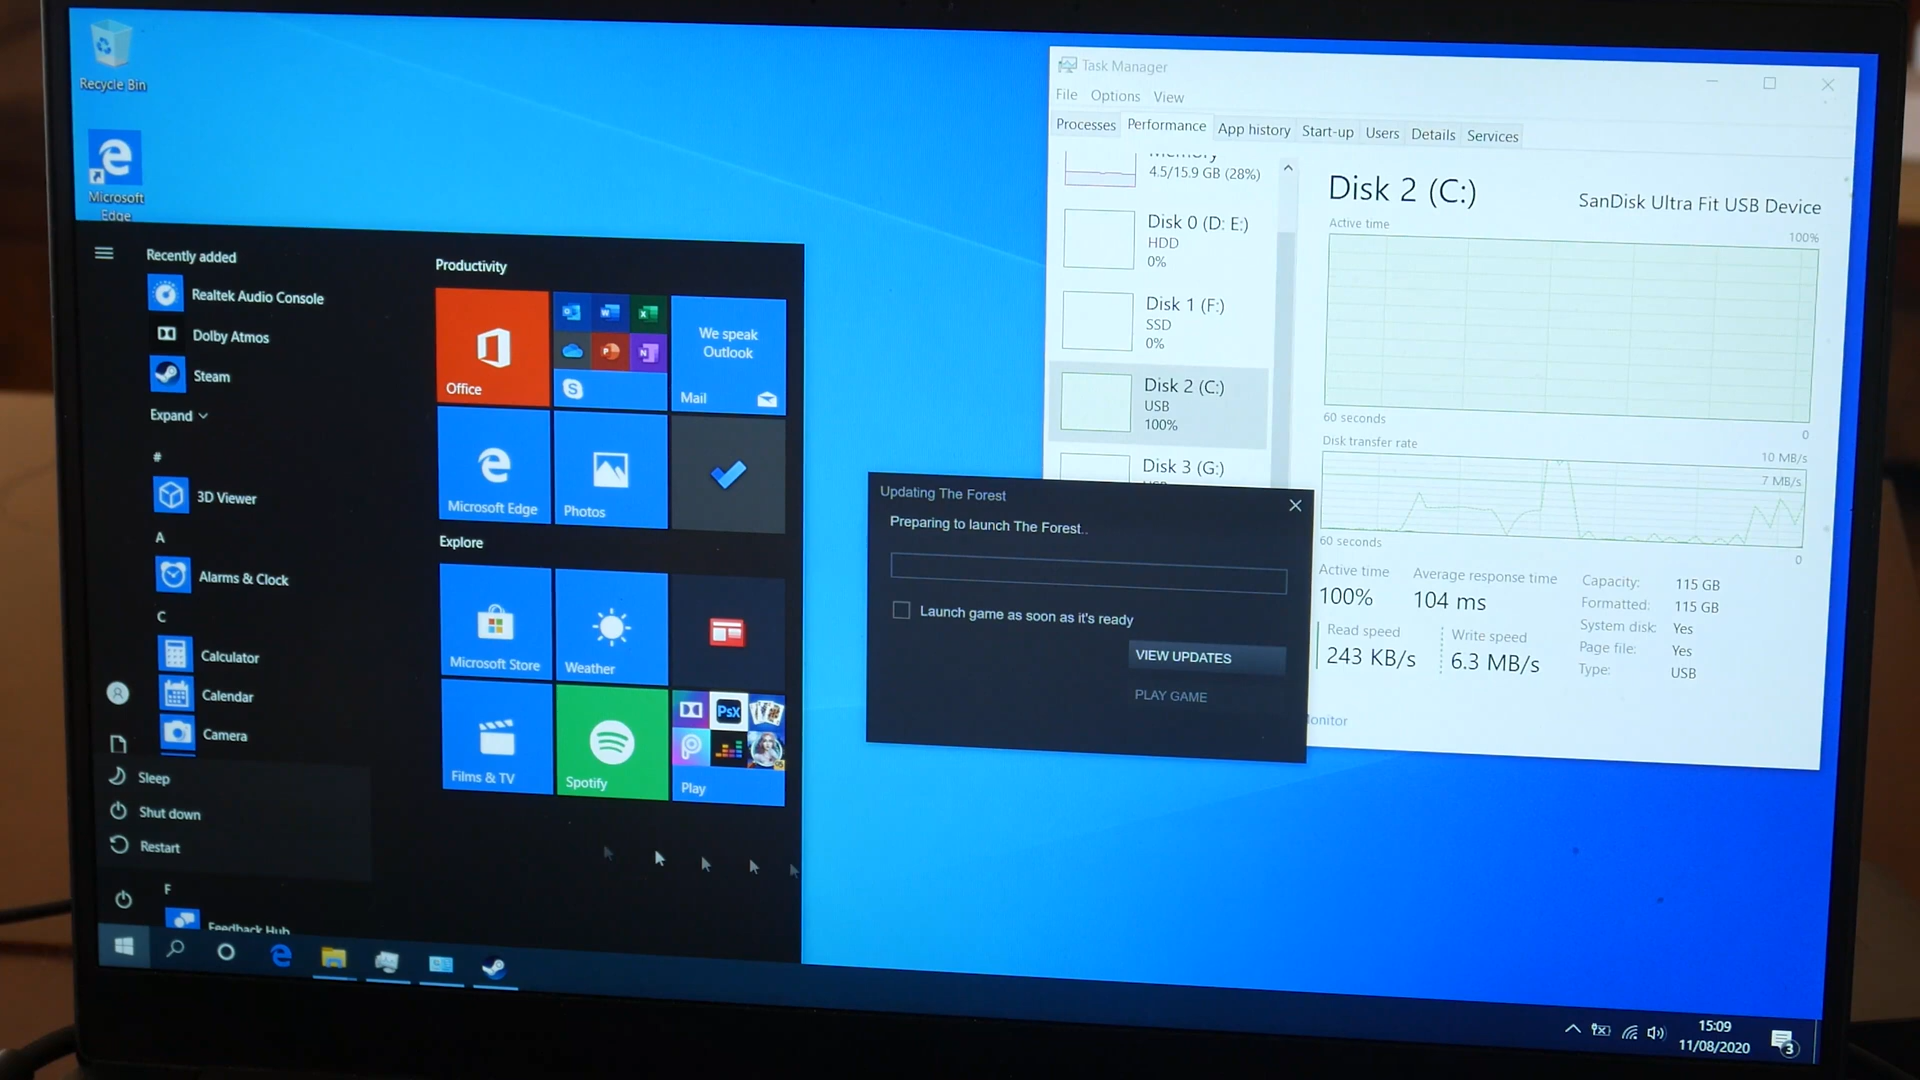 Recycle Bin
Microsoft
Edge
Recently added
Realtek Audio Console
Dolby Atmos
Steam
Expand
#
3D Viewer
A
Alarms & Clock
C
Calculator
Calendar
Camera
Sleep
Shut down
Restart
F
Feedback Hub
Productivity
Office
We speak
Outlook
Mail
Microsoft Edge
Photos
Explore
Microsoft Store
Weather
Films & TV
Spotify
PsX
Play
Task Manager
File Options View
Processes Performance App history Start-up Users Details Services
Memory
4.5/15.9 GB (28%)
Disk 0 (D: E:)
HDD
0%
Disk 1 (F:)
SSD
0%
Disk 2 (C:)
USB
100%
Disk 3 (G:)
Disk 2 (C:)
SanDisk Ultra Fit USB Device
Active time
100%
60 seconds
0
Disk transfer rate
10 MB/s
7 MB/s
60 seconds
0
Active time
100%
Average response time
104 ms
Read speed
243 KB/s
Write speed
6.3 MB/s
Capacity: 115 GB
Formatted: 115 GB
System disk: Yes
Page file: Yes
Type: USB
onitor
Updating The Forest
Preparing to launch The Forest..
Launch game as soon as it's ready
VIEW UPDATES
PLAY GAME
15:09
11/08/2020
3